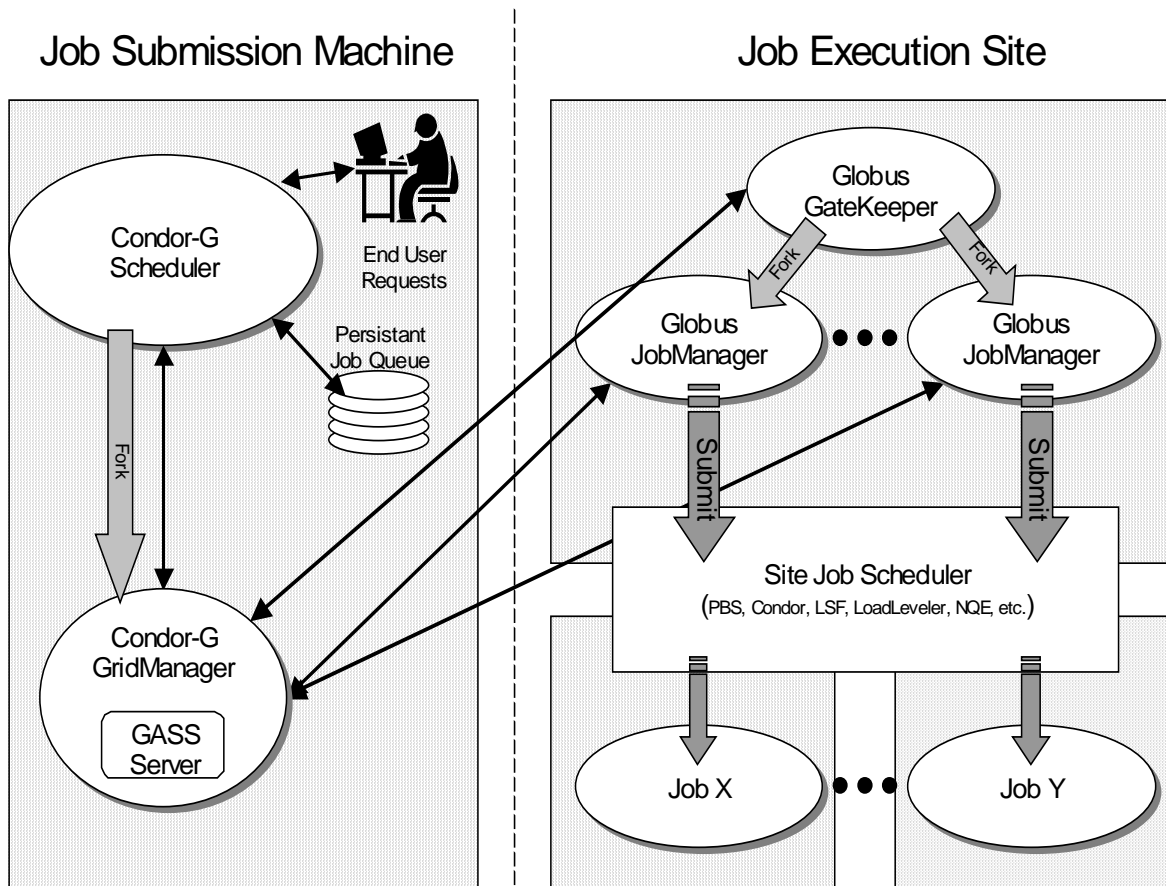 Job Submission Machine
Job Execution Site
Condor-G
Scheduler
End User
Requests
Persistant
Job Queue
Fork
Condor-G
GridManager
GASS
Server
Globus
GateKeeper
Fork
Fork
Globus
JobManager
Globus
JobManager
Submit
Submit
Site Job Scheduler
(PBS, Condor, LSF, LoadLeveler, NQE, etc.)
Job X
Job Y